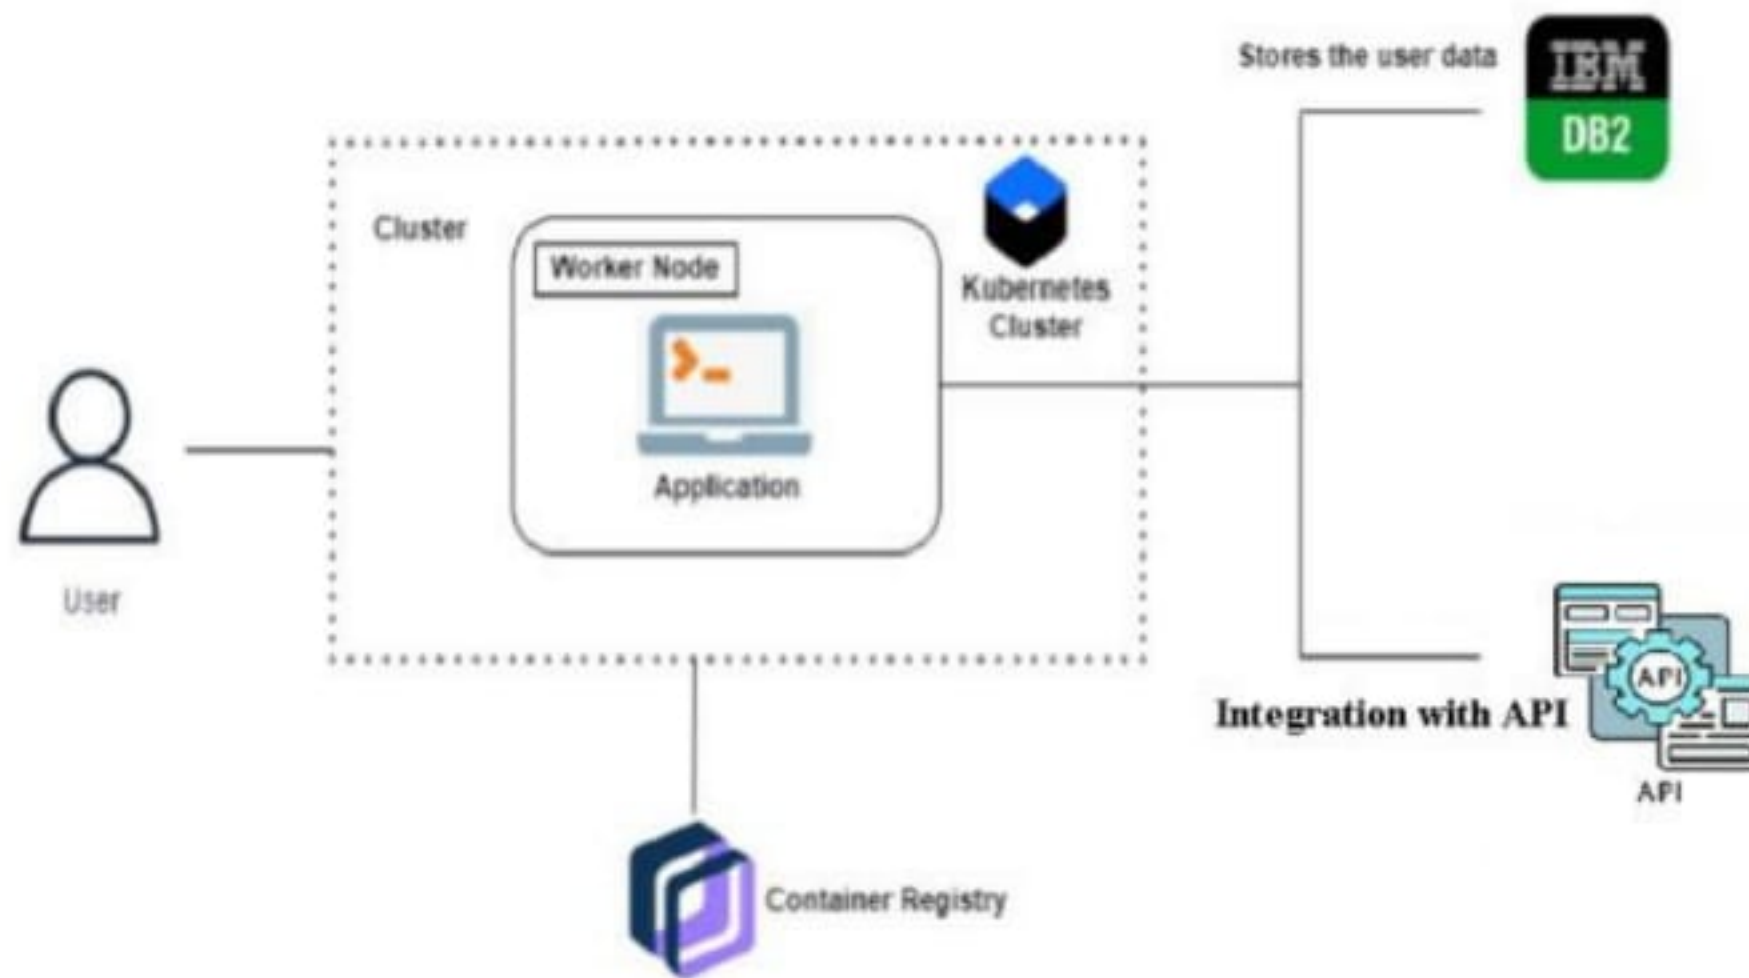 Stores the user data
IBM
DB2
Cluster
Worker Node
Kubernetes
Cluster
Application
User
API
Integration with API
API
Container Registry